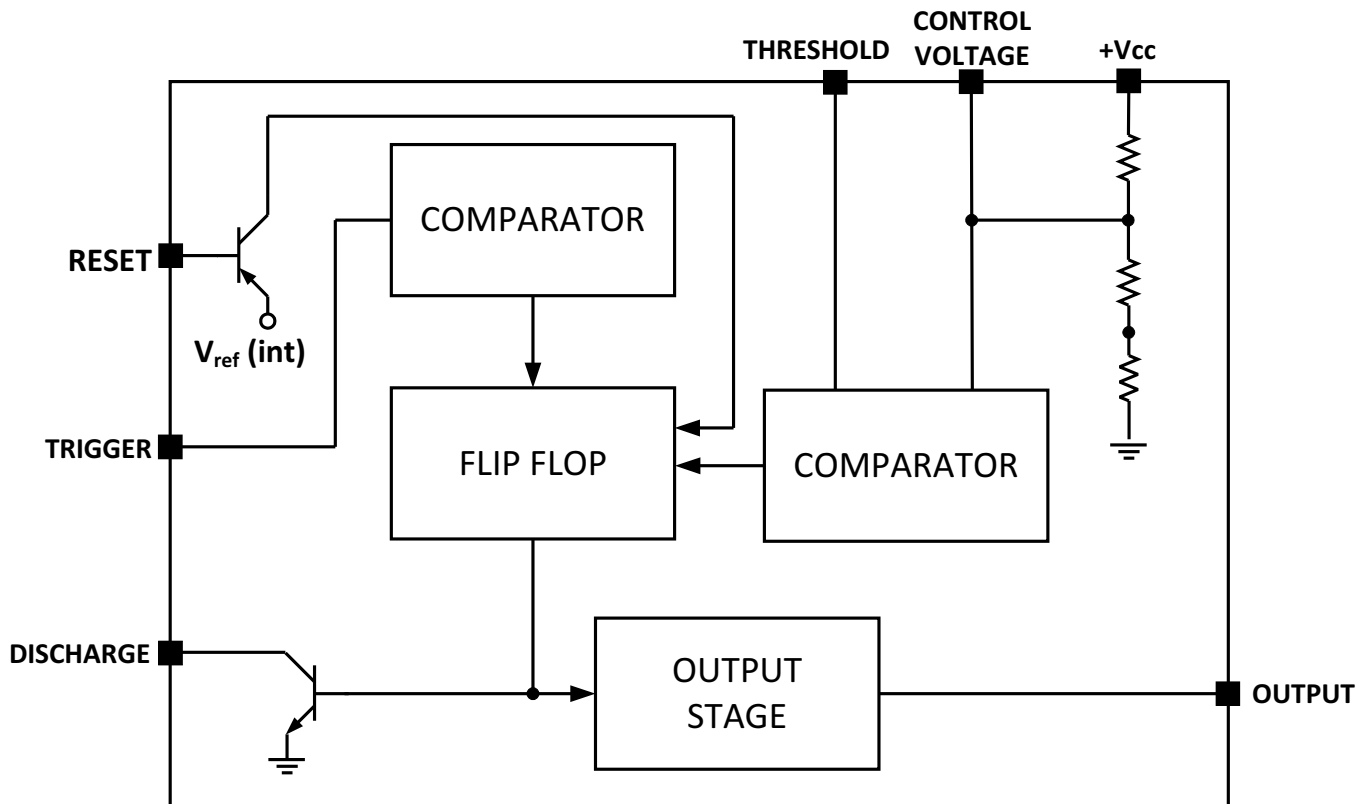 CONTROL
VOLTAGE
THRESHOLD
+Vcc
COMPARATOR
RESET
Vref (int)
TRIGGER
FLIP FLOP
COMPARATOR
DISCHARGE
OUTPUT
STAGE
OUTPUT